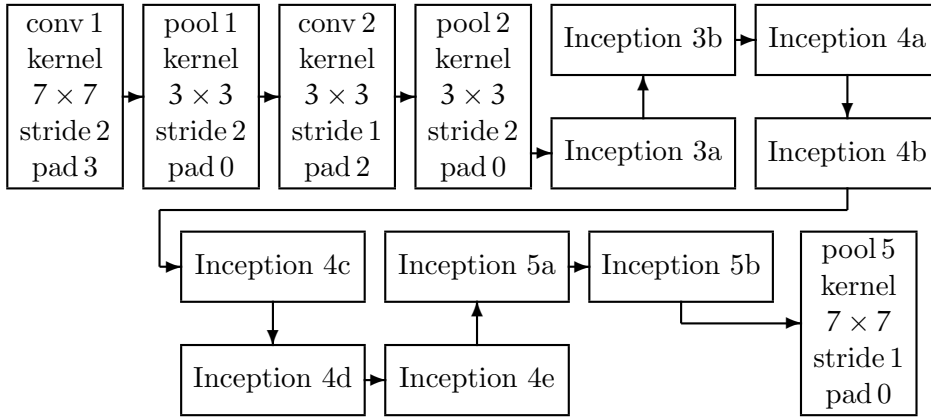 conv 1
kernel
7 × 7
stride 2
pad 3
pool 1
kernel
3 × 3
stride 2
pad 0
conv 2
kernel
3 × 3
stride 1
pad 2
pool 2
kernel
3 × 3
stride 2
pad 0
Inception 3a
Inception 3b
Inception 4a
Inception 4b
Inception 4c
Inception 4d
Inception 4e
Inception 5a
Inception 5b
pool 5
kernel
7 × 7
stride 1
pad 0